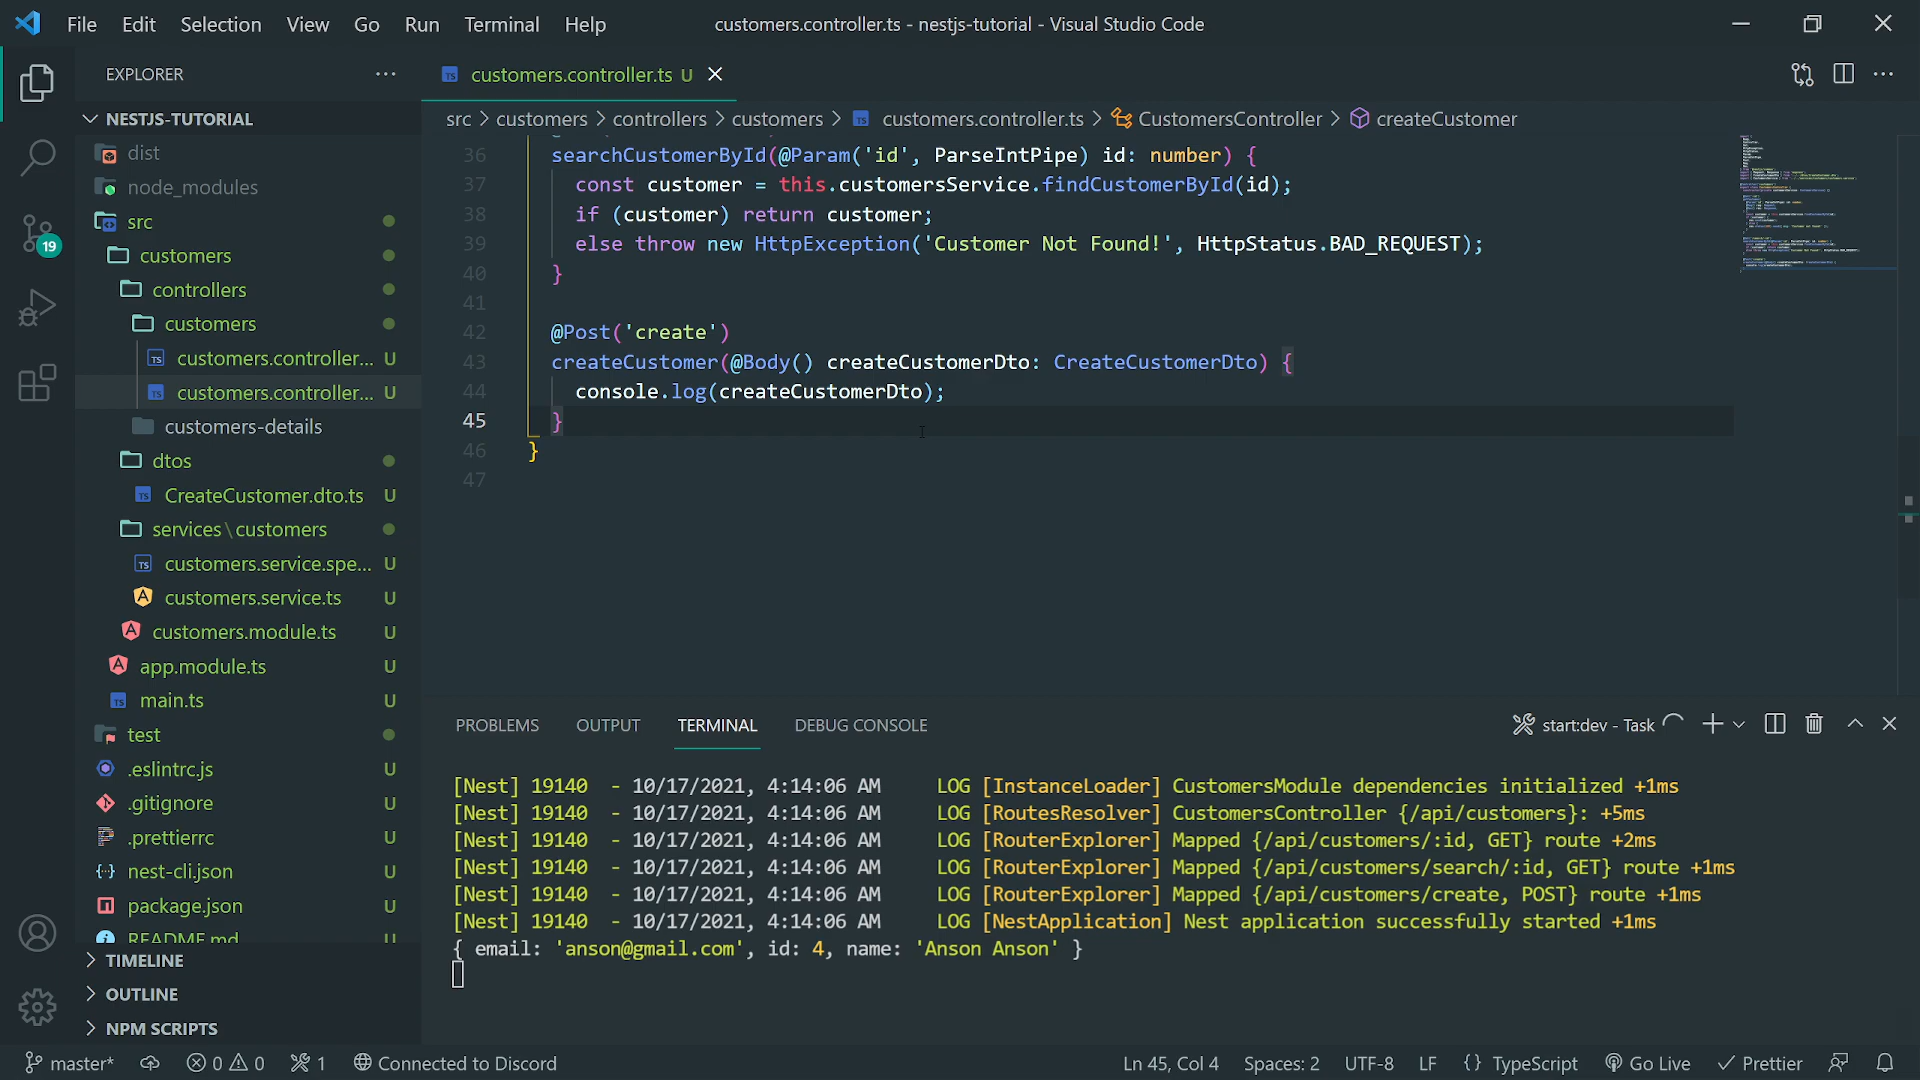 File Edit Selection View Go Run Terminal Help
customers.controller.ts - nestjs-tutorial - Visual Studio Code
EXPLORER
NESTJS-TUTORIAL
dist
node_modules
src
customers
controllers
customers
customers.controller... U
customers.controller... U
customers-details
dtos
CreateCustomer.dto.ts U
services\customers
customers.service.spe... U
customers.service.ts U
customers.module.ts U
app.module.ts U
main.ts U
test
.eslintrc.js U
.gitignore U
.prettierrc U
nest-cli.json U
package.json U
README.md U
TIMELINE
OUTLINE
NPM SCRIPTS
19
customers.controller.ts U
src > customers > controllers > customers > customers.controller.ts > CustomersController > createCustomer
36 searchCustomerById(@Param('id', ParseIntPipe) id: number) {
37 const customer = this.customersService.findCustomerById(id);
38 if (customer) return customer;
39 else throw new HttpException('Customer Not Found!', HttpStatus.BAD_REQUEST);
40 }
41
42 @Post('create')
43 createCustomer(@Body() createCustomerDto: CreateCustomerDto) {
44 console.log(createCustomerDto);
45 }
46 }
47
PROBLEMS OUTPUT TERMINAL DEBUG CONSOLE
start:dev - Task
[Nest] 19140 - 10/17/2021, 4:14:06 AM LOG [InstanceLoader] CustomersModule dependencies initialized +1ms
[Nest] 19140 - 10/17/2021, 4:14:06 AM LOG [RoutesResolver] CustomersController {/api/customers}: +5ms
[Nest] 19140 - 10/17/2021, 4:14:06 AM LOG [RouterExplorer] Mapped {/api/customers/:id, GET} route +2ms
[Nest] 19140 - 10/17/2021, 4:14:06 AM LOG [RouterExplorer] Mapped {/api/customers/search/:id, GET} route +1ms
[Nest] 19140 - 10/17/2021, 4:14:06 AM LOG [RouterExplorer] Mapped {/api/customers/create, POST} route +1ms
[Nest] 19140 - 10/17/2021, 4:14:06 AM LOG [NestApplication] Nest application successfully started +1ms
{ email: 'anson@gmail.com', id: 4, name: 'Anson Anson' }
master* 0 0 1 Connected to Discord
Ln 45, Col 4 Spaces: 2 UTF-8 LF {} TypeScript Go Live Prettier